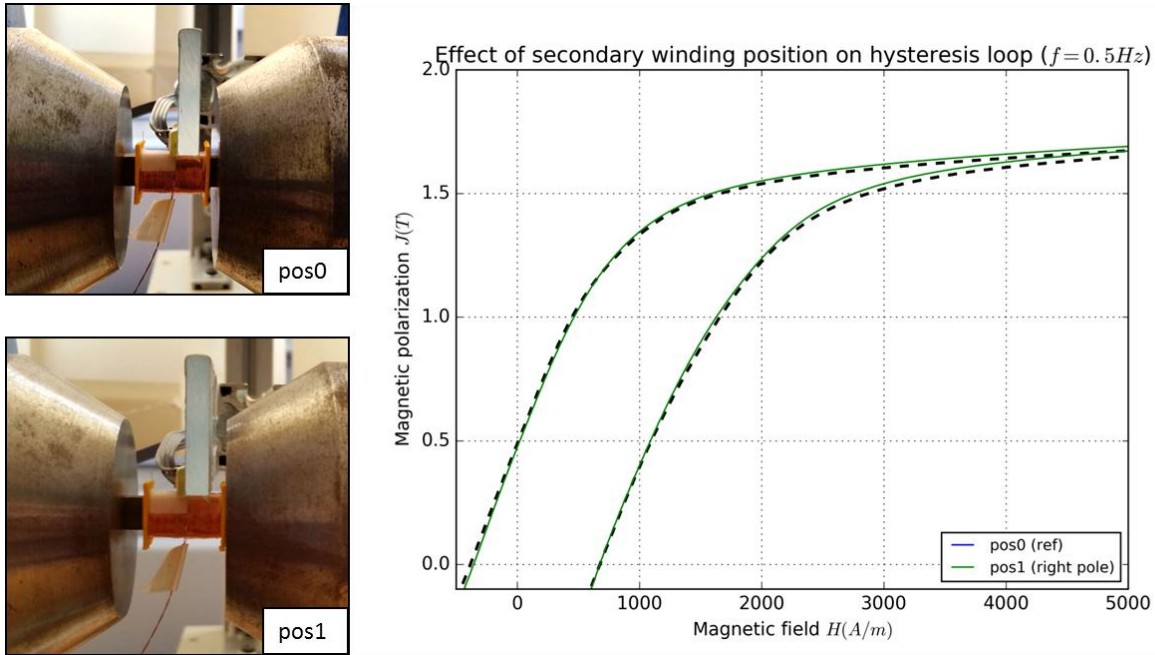 pos0
pos1
Effect of secondary winding position on hysteresis loop (f=0.5Hz)
Magnetic polarization J(T)
2.0
1.5
1.0
0.5
0.0
0
1000
2000
3000
4000
5000
Magnetic field H(A/m)
pos0 (ref)
pos1 (right pole)